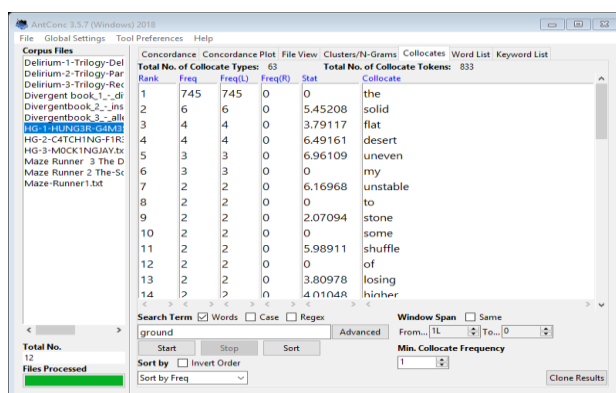 AntConc 3.5.7 (Windows) 2018
File Global Settings Tool Preferences Help
Corpus Files
Delirium-1-Trilogy-Del
Delirium-2-Trilogy-Par
Delirium-3-Trilogy-Rec
Divergent book_1_-_di
Divergentbook_2_-_ins
Divergentbook_3_-_alle
HG-1-HUNG3R-G4M3S
HG-2-C4TCH1NG-F1R3
HG-3-M0CK1NGJAY.tx
Maze Runner 3 The D
Maze Runner 2 The-Sc
Maze-Runner1.txt
Total No.
12
Files Processed
Concordance Concordance Plot File View Clusters/N-Grams Collocates Word List Keyword List
Total No. of Collocate Types: 63 Total No. of Collocate Tokens: 833
Rank Freq Freq(L) Freq(R) Stat Collocate
1 745 745 0 0 the
2 6 6 0 5.45208 solid
3 4 4 0 3.79117 flat
4 4 4 0 6.49161 desert
5 3 3 0 6.96109 uneven
6 3 3 0 0 my
7 2 2 0 6.16968 unstable
8 2 2 0 0 to
9 2 2 0 2.07094 stone
10 2 2 0 0 some
11 2 2 0 5.98911 shuffle
12 2 2 0 0 of
13 2 2 0 3.80978 losing
14 2 2 0 4.01048 higher
Search Term Words Case Regex
ground Advanced
Start Stop Sort
Sort by Invert Order
Sort by Freq
Window Span Same
From... 1L To... 0
Min. Collocate Frequency
1
Clone Results